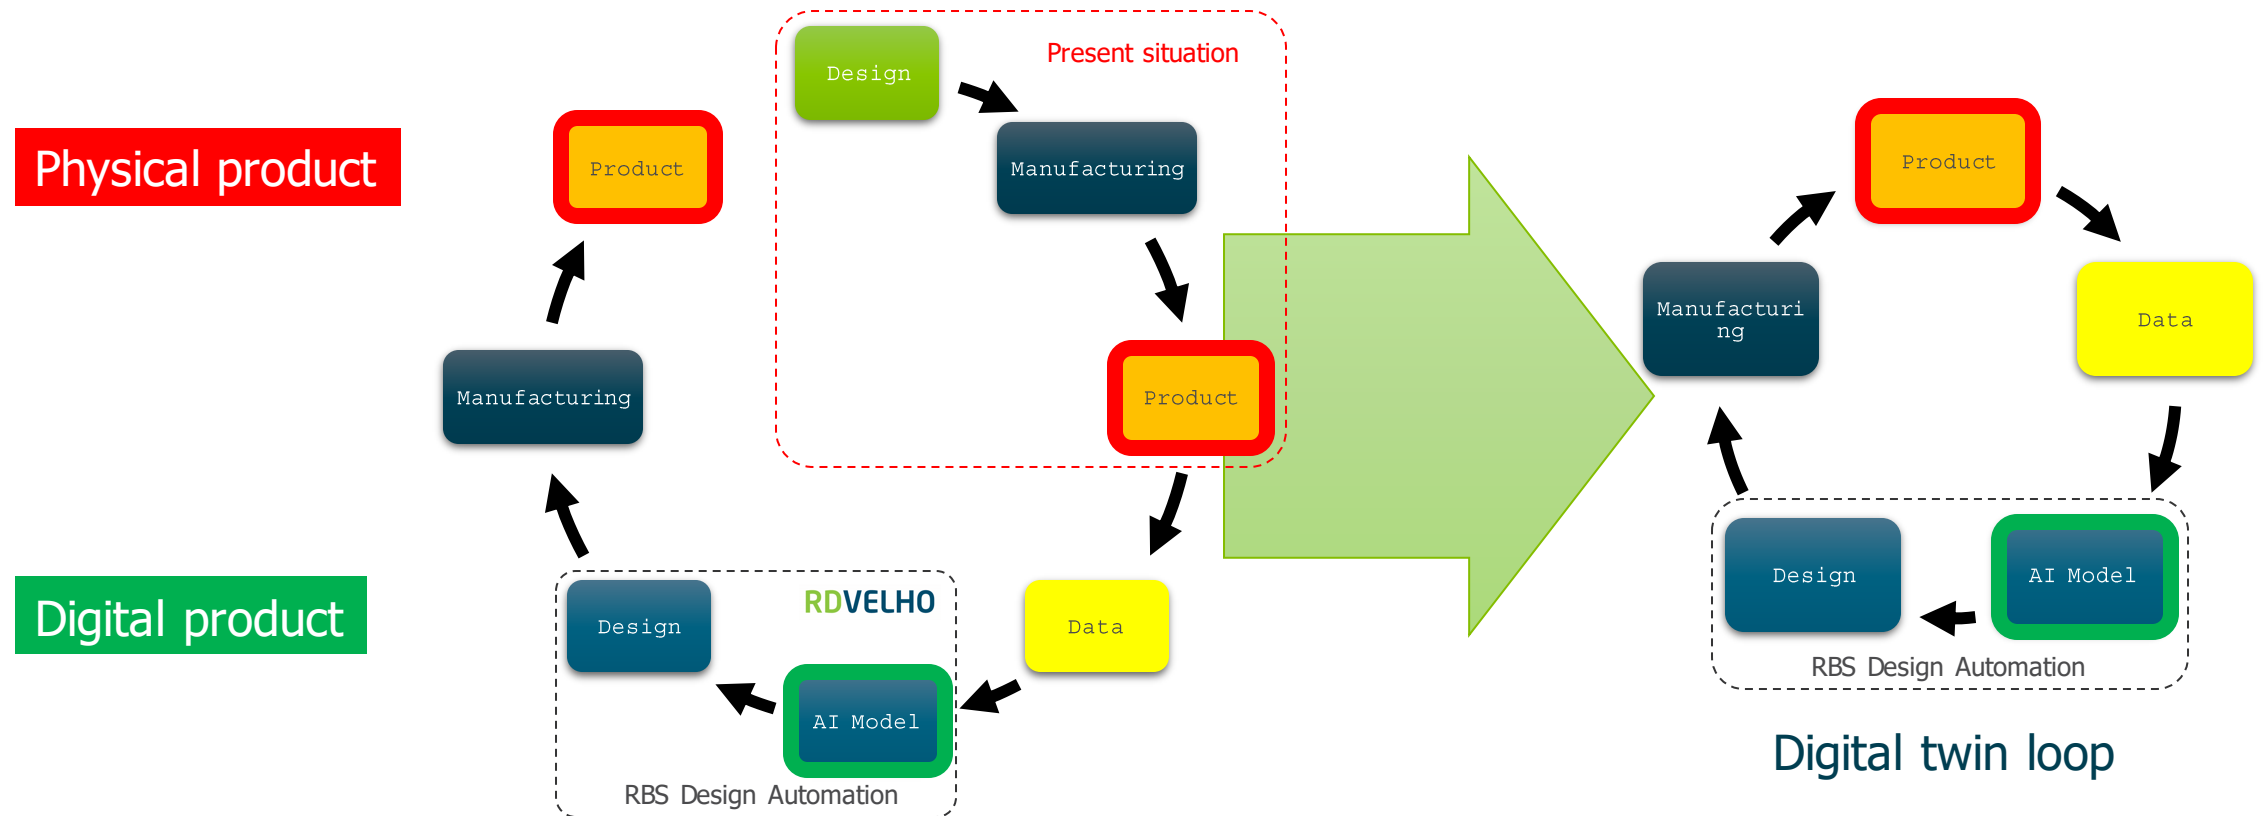 Present situation
Design
Physical product
Product
Manufacturing
Manufacturing
Product
Digital product
Design
RDVELHO
Data
AI Model
RBS Design Automation
Product
Manufacturi
ng
Data
Design
AI Model
RBS Design Automation
Digital twin loop